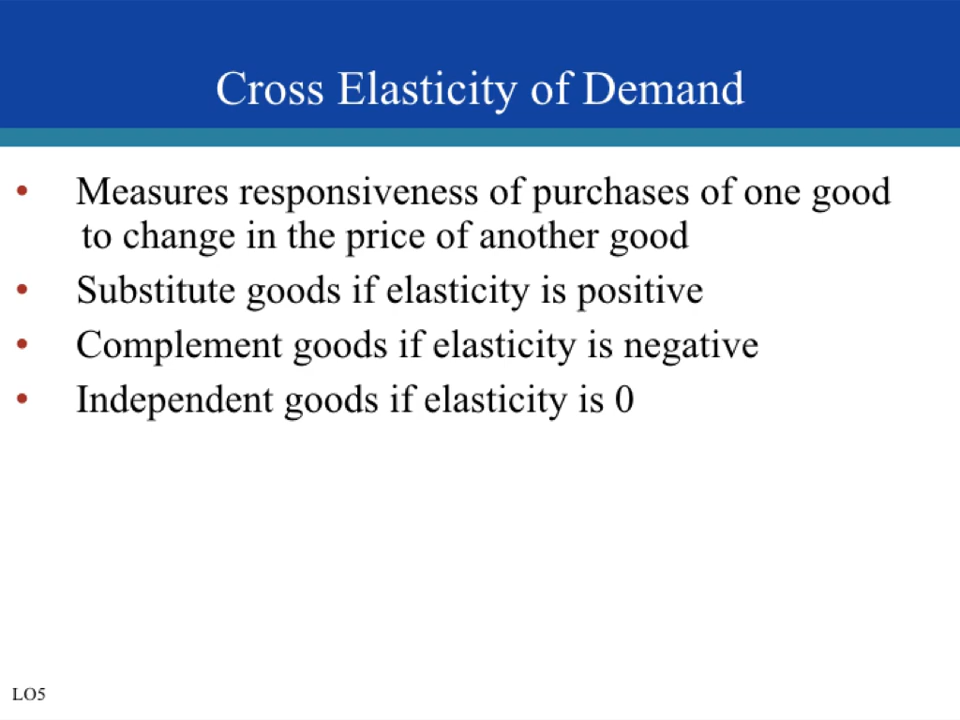 Cross Elasticity of Demand
• Measures responsiveness of purchases of one good
to change in the price of another good
• Substitute goods if elasticity is positive
• Complement goods if elasticity is negative
• Independent goods if elasticity is 0
LO5